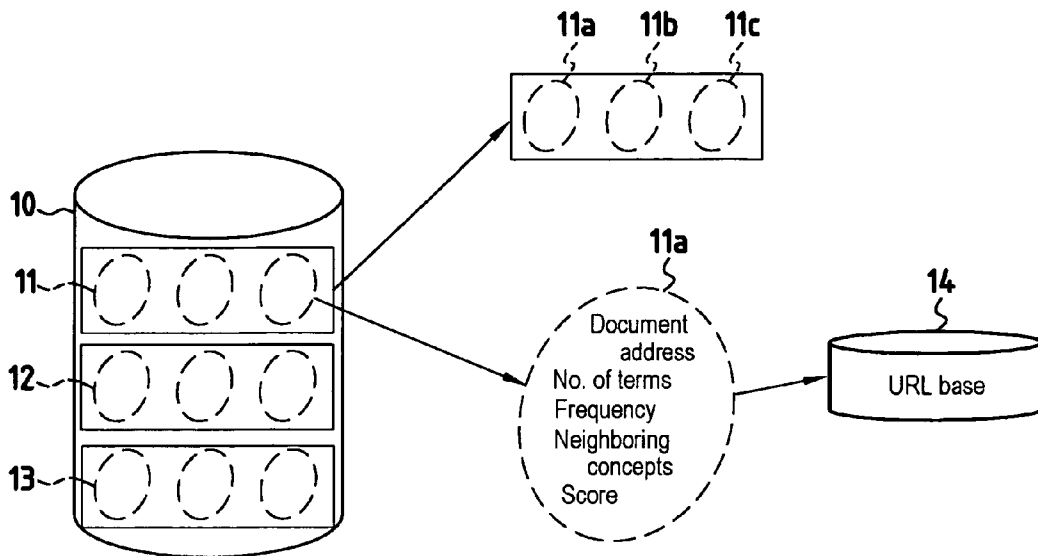 11a 11b 11c
10
11
12
13
11a
Document
address
No. of terms
Frequency
Neighboring
concepts
Score
14
URL base